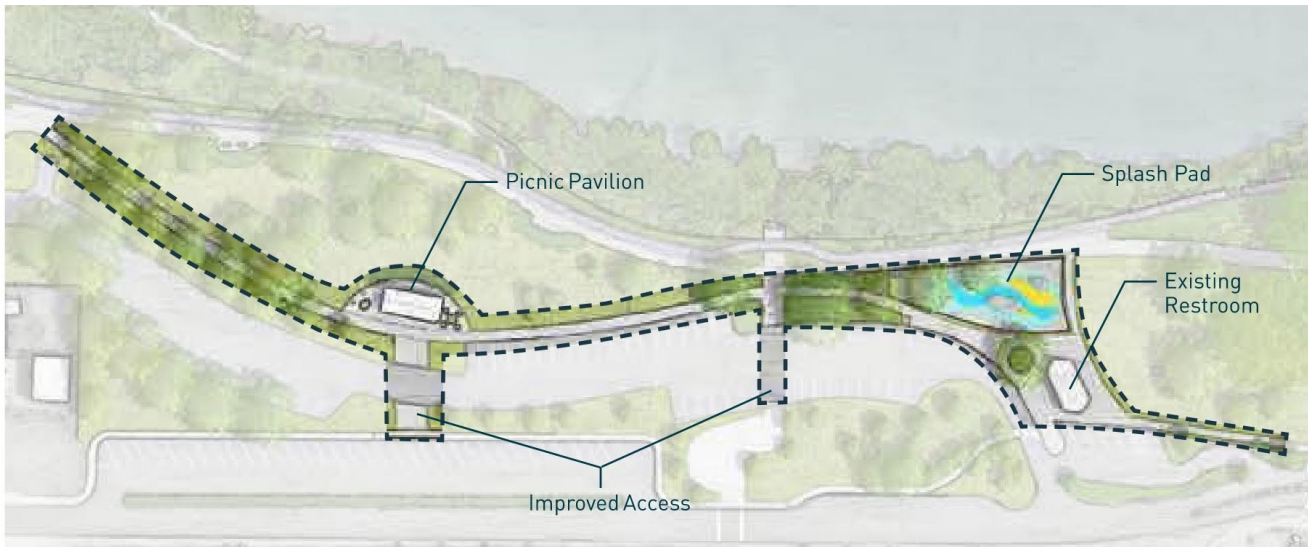 Picnic Pavilion
Splash Pad
Existing
Restroom
Improved Access